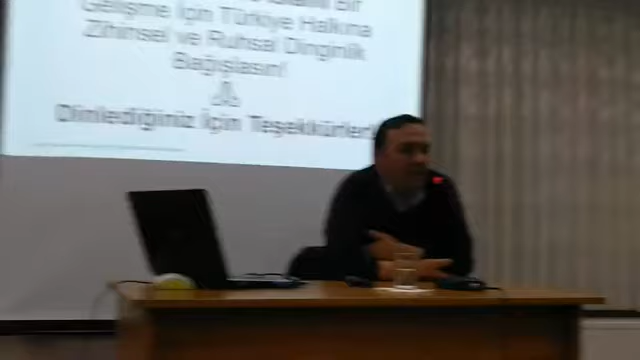 Gelişme İçin Türkiye Halkına
Zihinsel ve Ruhsal Dinginlik
Bağışlasın!
Dinlediğiniz İçin Teşekkürler!